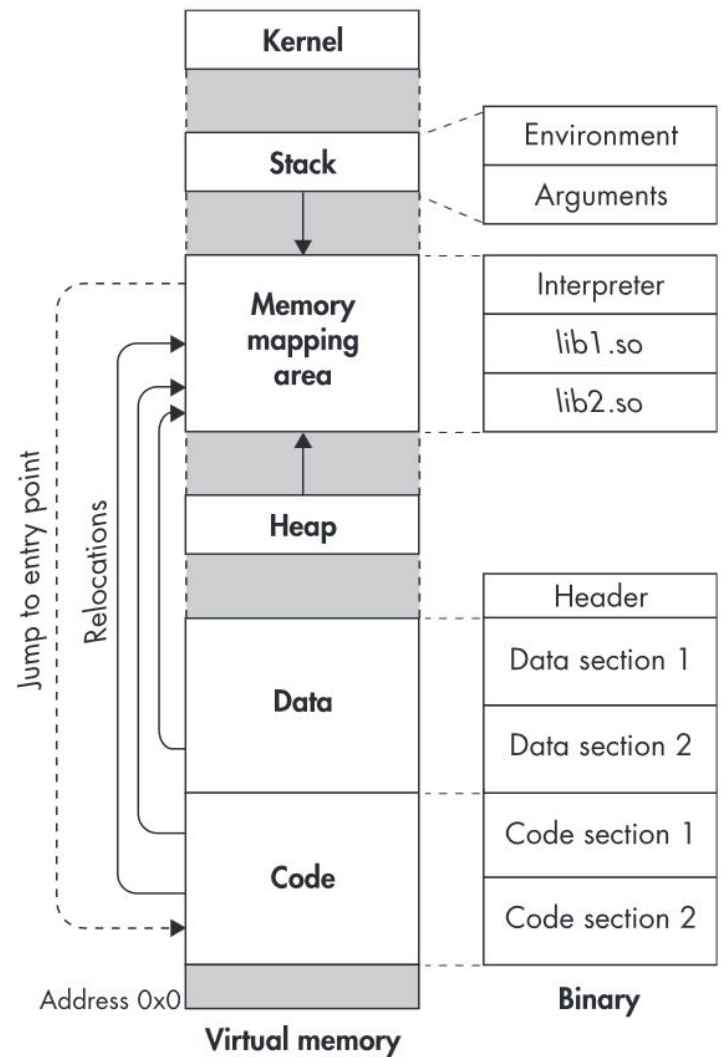 Kernel
Stack
Environment
Arguments
Memory
mapping
area
Interpreter
lib1.so
lib2.so
Jump to entry point
Relocations
Heap
Header
Data
Data section 1
Data section 2
Code
Code section 1
Code section 2
Address 0x0
Virtual memory
Binary